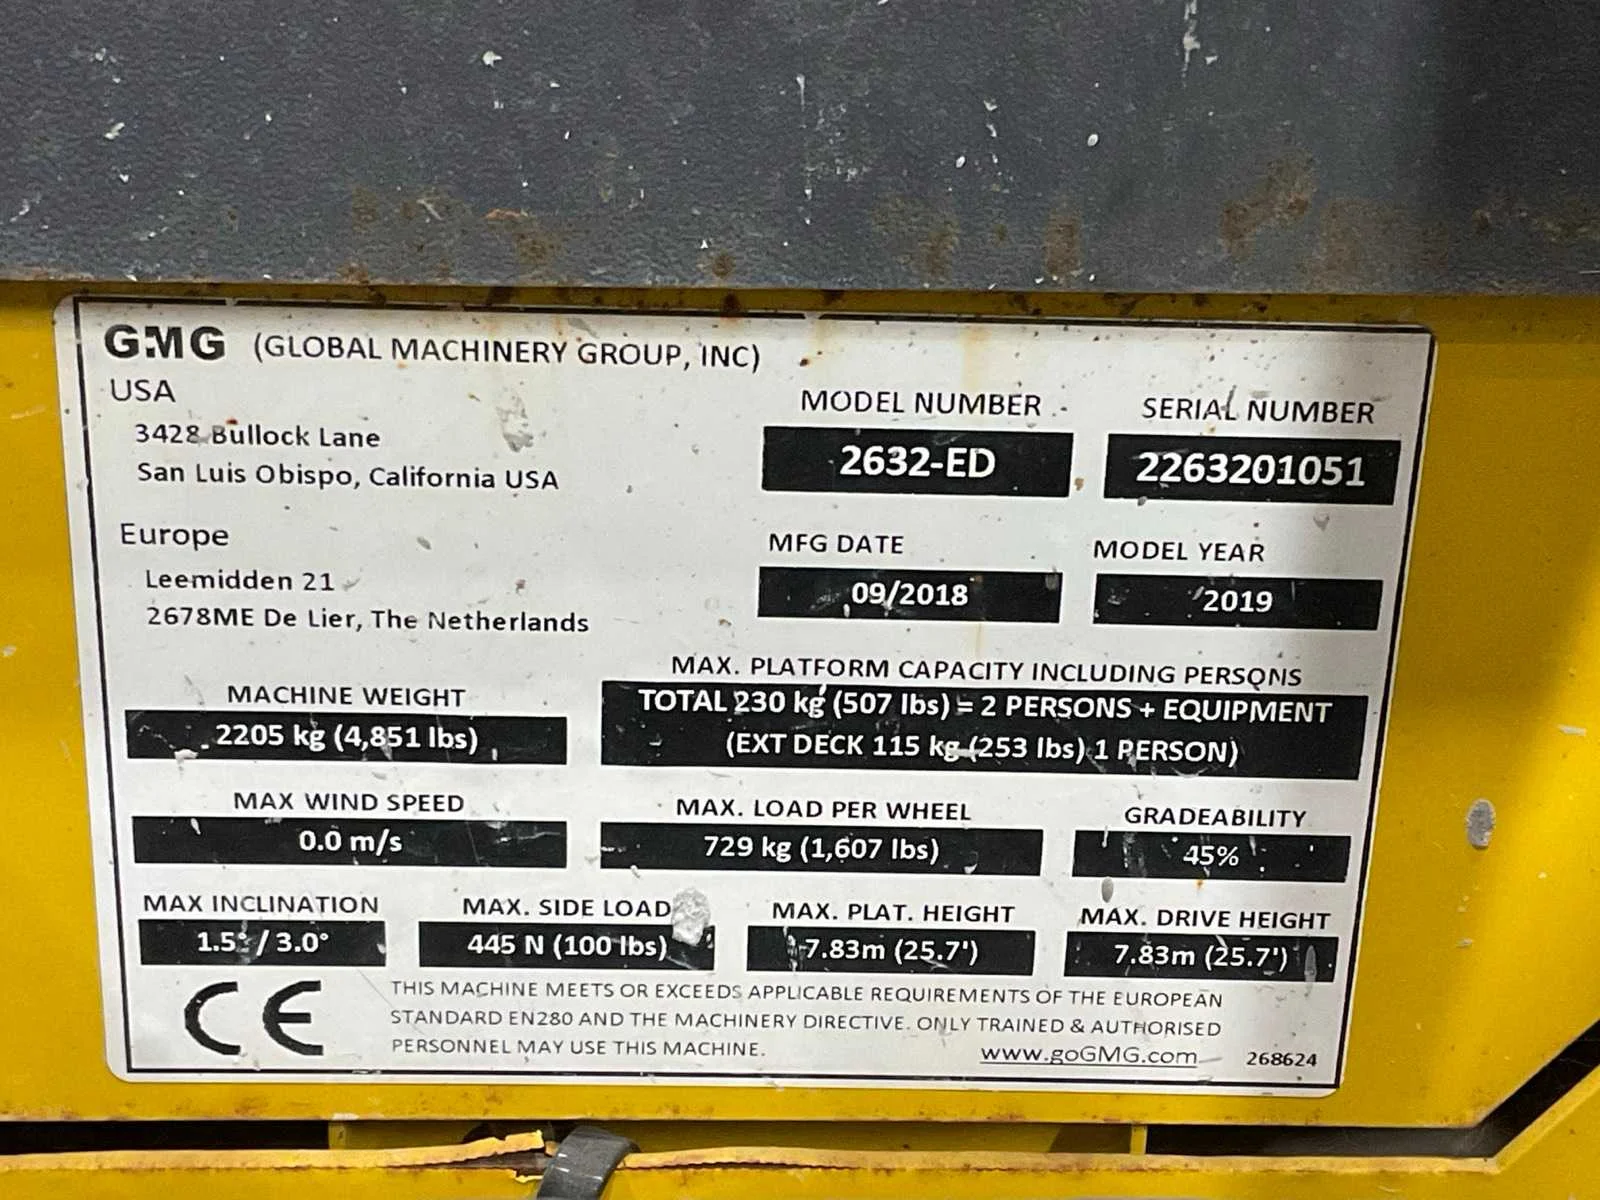 GMG (GLOBAL MACHINERY GROUP, INC)
USA
3428 Bullock Lane
San Luis Obispo, California USA
Europe
Leemidden 21
2678ME De Lier, The Netherlands
MODEL NUMBER
2632-ED
SERIAL NUMBER
2263201051
MFG DATE
09/2018
MODEL YEAR
2019
MACHINE WEIGHT
2205 kg (4,851 lbs)
MAX. PLATFORM CAPACITY INCLUDING PERSONS
TOTAL 230 kg (507 lbs) = 2 PERSONS + EQUIPMENT
(EXT DECK 115 kg (253 lbs) 1 PERSON)
MAX WIND SPEED
0.0 m/s
MAX. LOAD PER WHEEL
729 kg (1,607 lbs)
GRADEABILITY
45%
MAX INCLINATION
1.5° / 3.0°
MAX. SIDE LOAD
445 N (100 lbs)
MAX. PLAT. HEIGHT
7.83m (25.7')
MAX. DRIVE HEIGHT
7.83m (25.7')
CE
THIS MACHINE MEETS OR EXCEEDS APPLICABLE REQUIREMENTS OF THE EUROPEAN
STANDARD EN280 AND THE MACHINERY DIRECTIVE. ONLY TRAINED & AUTHORISED
PERSONNEL MAY USE THIS MACHINE.
www.goGMG.com
268624